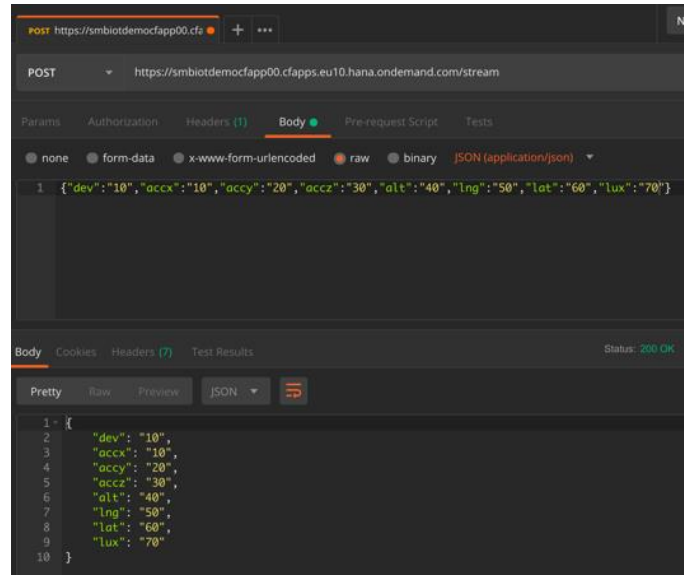 POST https://smbiotdemocfapp00.cfa + •••
N
POST https://smbiotdemocfapp00.cfapps.eu10.hana.ondemand.com/stream
Params Authorization Headers (1) Body Pre-request Script Tests
none form-data x-www-form-urlencoded raw binary JSON (application/json)
1 {"dev":"10","accx":"10","accy":"20","accz":"30","alt":"40","lng":"50","lat":"60","lux":"70"}
Body Cookies Headers (7) Test Results Status: 200 OK
Pretty Raw Preview JSON
1 {
2 "dev": "10",
3 "accx": "10",
4 "accy": "20",
5 "accz": "30",
6 "alt": "40",
7 "lng": "50",
8 "lat": "60",
9 "lux": "70"
10 }